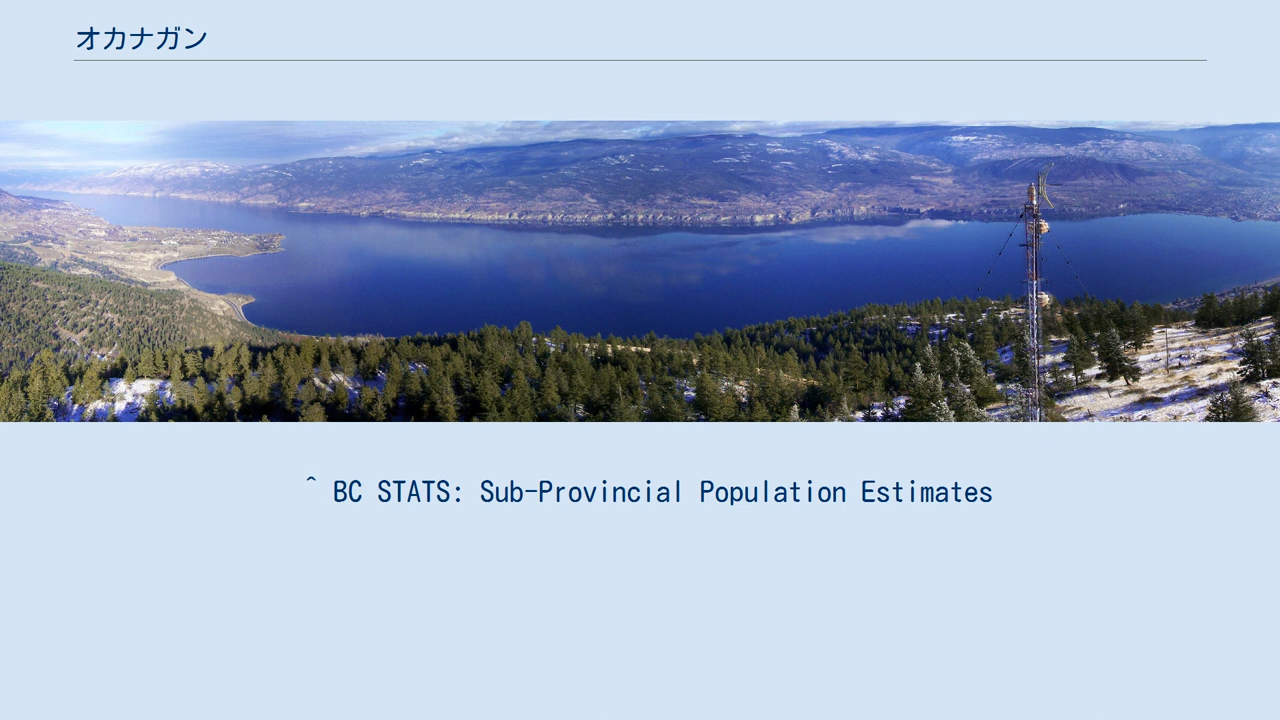 オカナガン
^ BC STATS: Sub-Provincial Population Estimates